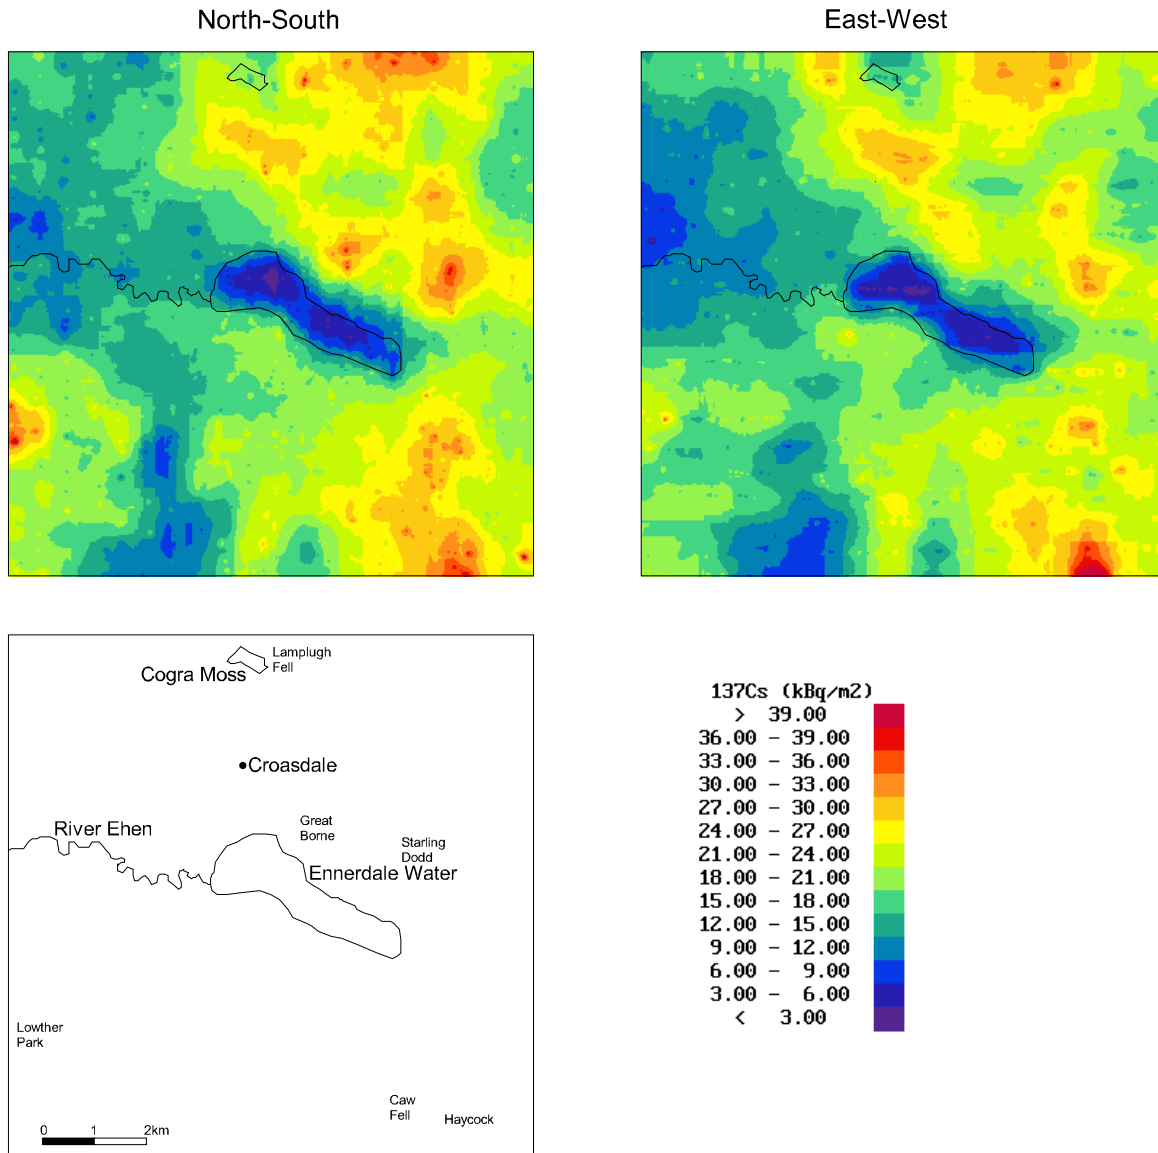 North-South
East-West
Lamplugh
Fell
Cogra Moss
Croasdale
River Ehen
Great
Borne
Starling
Dodd
Ennerdale Water
Lowther
Park
Caw
Fell
Haycock
0 1 2km
137Cs (kBq/m2)
> 39.00
36.00 - 39.00
33.00 - 36.00
30.00 - 33.00
27.00 - 30.00
24.00 - 27.00
21.00 - 24.00
18.00 - 21.00
15.00 - 18.00
12.00 - 15.00
9.00 - 12.00
6.00 - 9.00
3.00 - 6.00
< 3.00